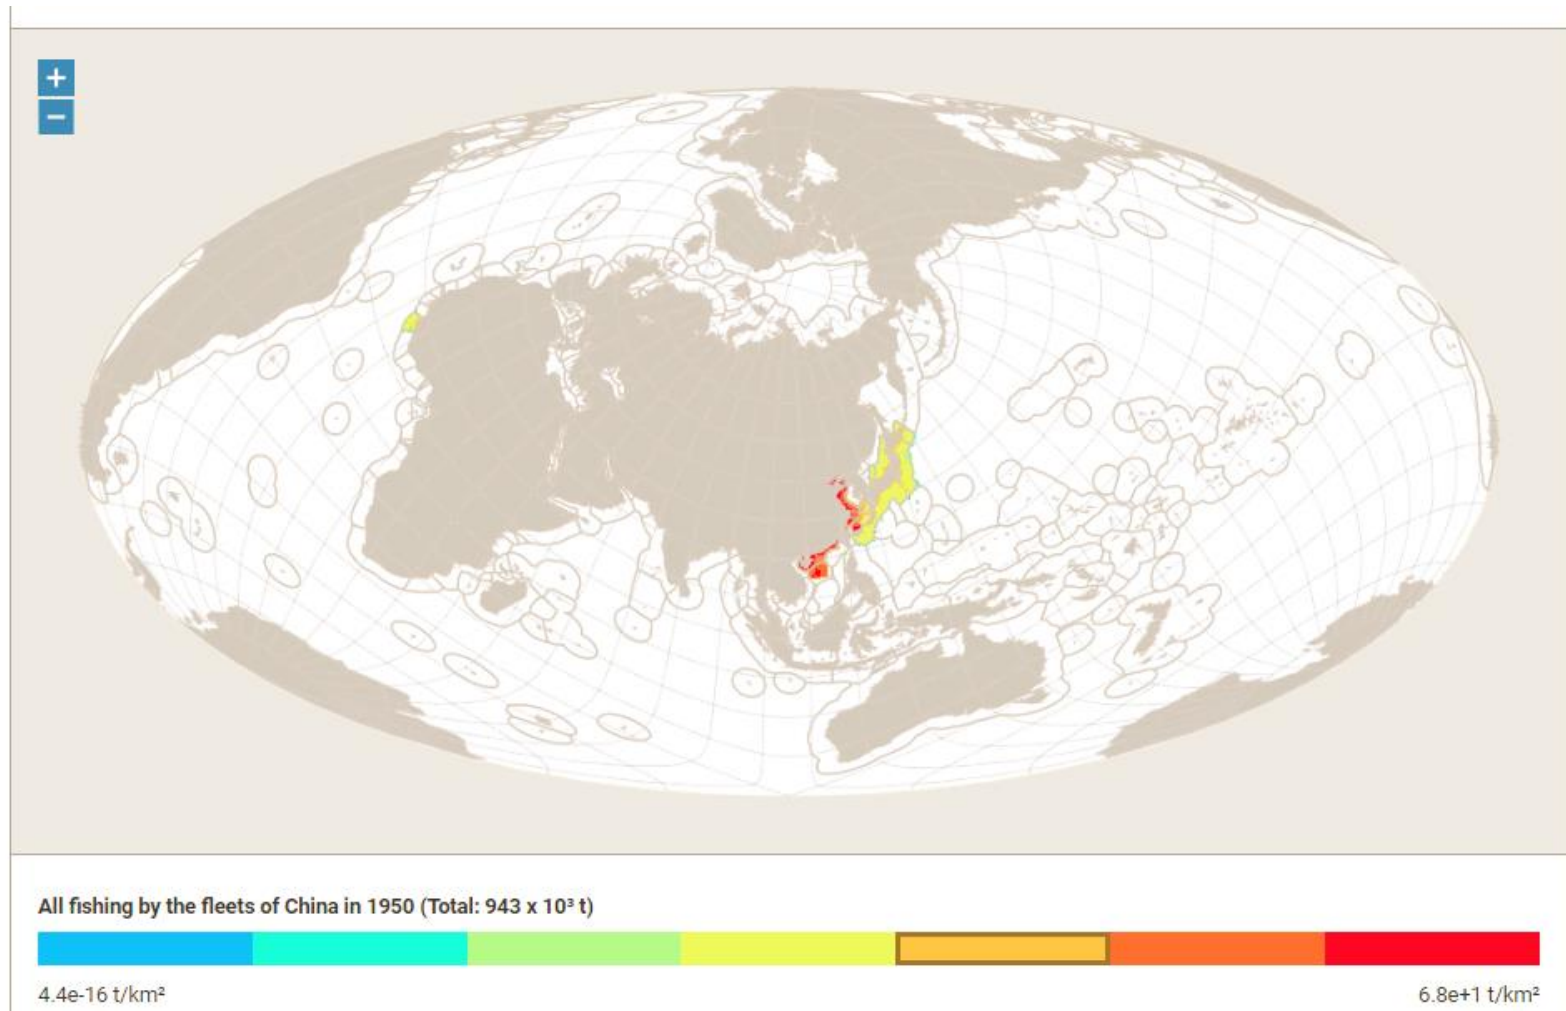 +
−
All fishing by the fleets of China in 1950 (Total: 943 x 10³ t)
4.4e-16 t/km² 6.8e+1 t/km²